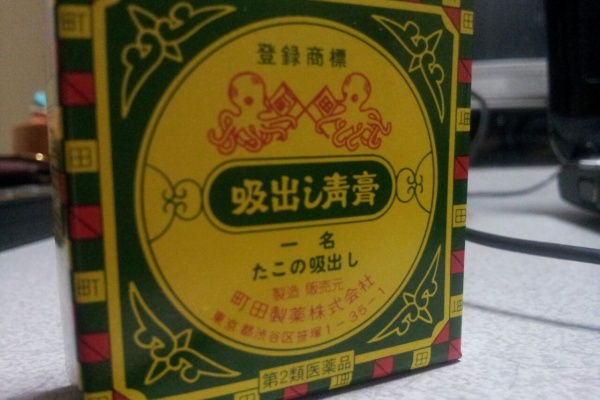 登録商標
吸出し青膏
一名
たこの吸出し
製造 販売元
町田製薬株式会社
東京都渋谷区笹塚1-35-1
第2類医薬品